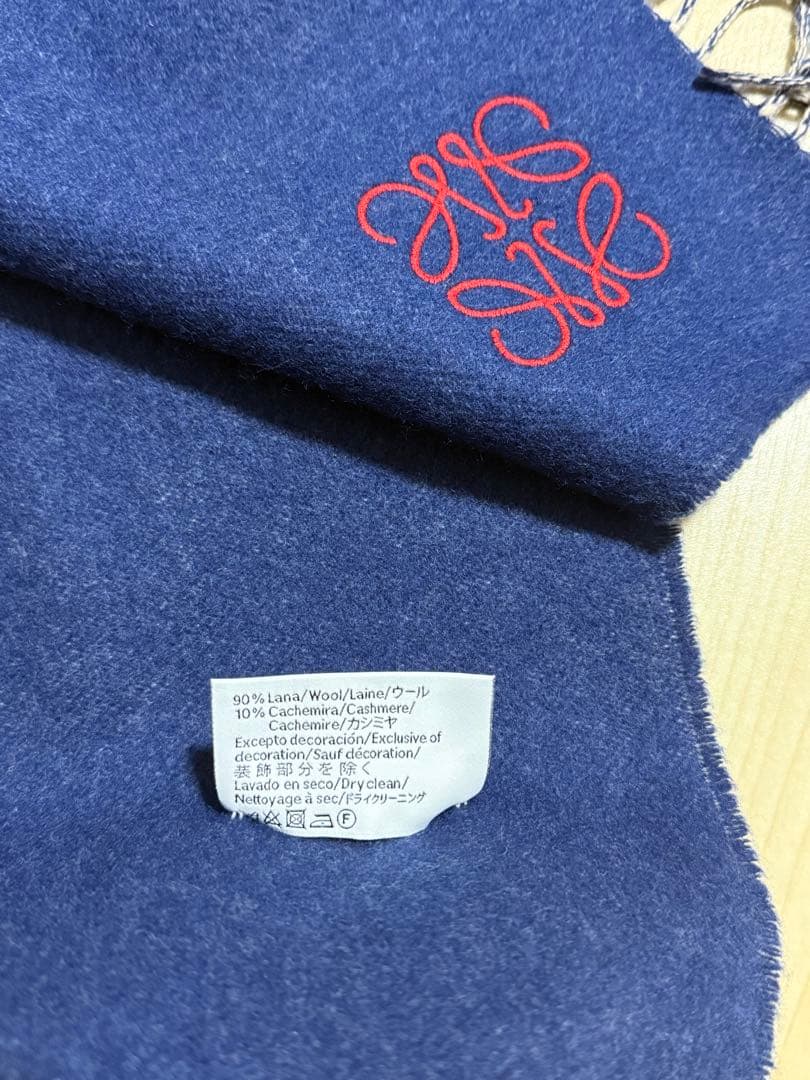 90% Lana/Wool/Laine/ウール
10% Cachemira/Cashmere/
Cachemire/カシミヤ
Excepto decoración/Exclusive of
decoration/Sauf décoration/
装飾部分を除く
Lavado en seco/Dry clean/
Nettoyage à sec/ドライクリーニング
F